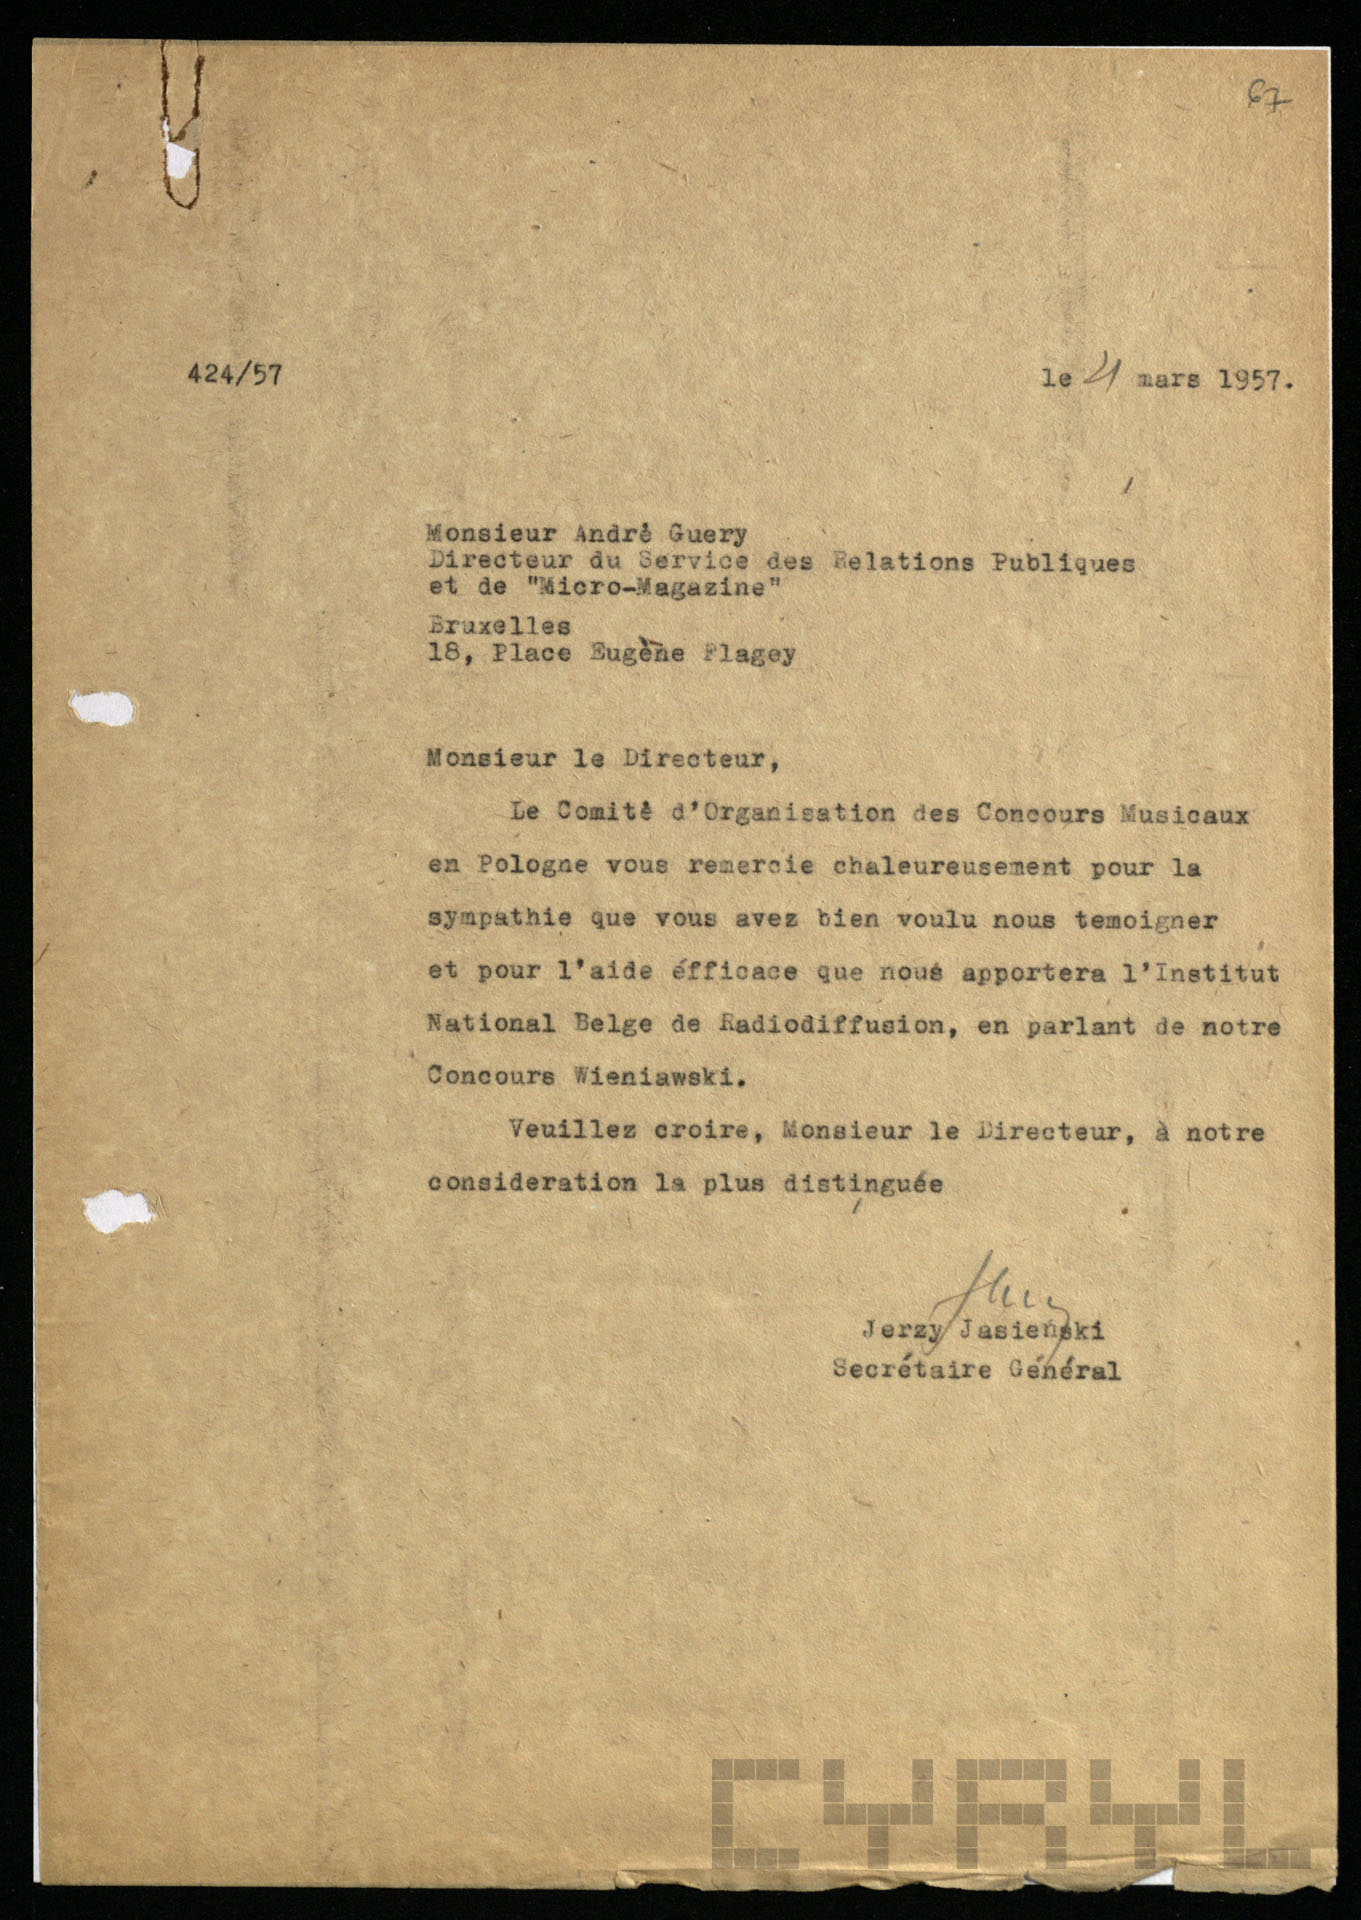 67
424/57
le 21 mars 1957.
Monsieur André Guery
Directeur du Service des Relations Publiques
et de "Micro-Magazine"
Bruxelles
18, Place Eugène Flagey
Monsieur le Directeur,
Le Comité d'Organisation des Concours Musicaux
en Pologne vous remercie chaleureusement pour la
sympathie que vous avez bien voulu nous temoigner
et pour l'aide éfficace que nous apportera l'Institut
National Belge de Radiodiffusion, en parlant de notre
Concours Wieniawski.
Veuillez croire, Monsieur le Directeur, à notre
consideration la plus distinguée
Jerzy Jasieński
Secrétaire Général
CYRYL